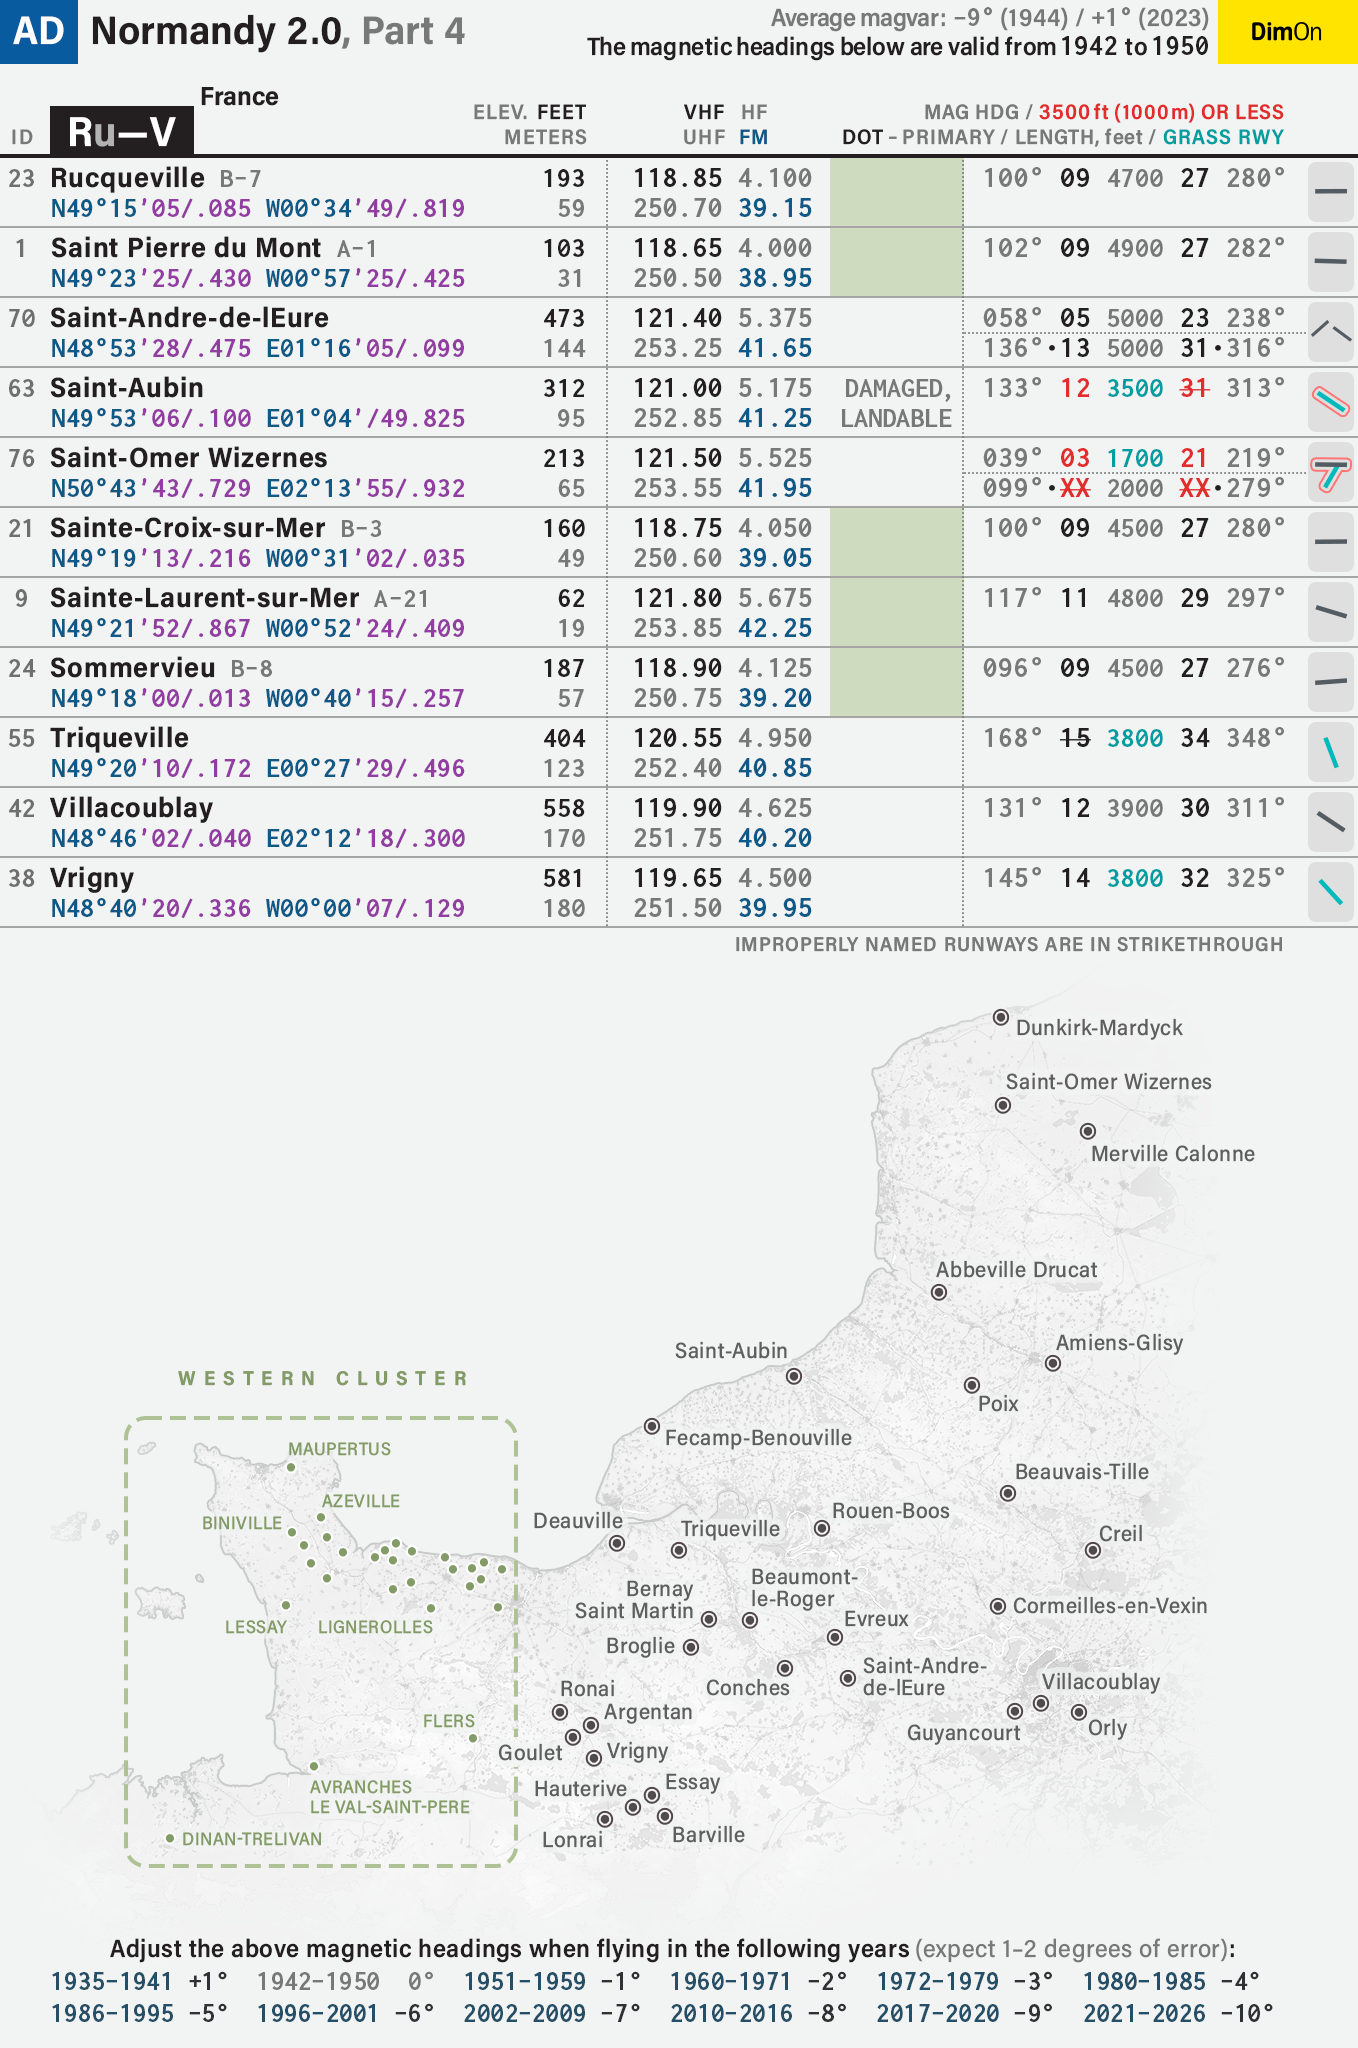 AD Normandy 2.0, Part 4
Average magvar: −9° (1944) / +1° (2023)
The magnetic headings below are valid from 1942 to 1950
DimOn
France
ID Ru—V
ELEV. FEET
METERS
VHF HF
UHF FM
MAG HDG / 3500 ft (1000 m) OR LESS
DOT – PRIMARY / LENGTH, feet / GRASS RWY
23 Rucqueville B-7 193 118.85 4.100 100° 09 4700 27 280°
N49°15'05/.085 W00°34'49/.819 59 250.70 39.15
1 Saint Pierre du Mont A-1 103 118.65 4.000 102° 09 4900 27 282°
N49°23'25/.430 W00°57'25/.425 31 250.50 38.95
70 Saint-Andre-de-lEure 473 121.40 5.375 058° 05 5000 23 238°
N48°53'28/.475 E01°16'05/.099 144 253.25 41.65 136°•13 5000 31•316°
63 Saint-Aubin 312 121.00 5.175 DAMAGED, 133° 12 3500 31 313°
N49°53'06/.100 E01°04'/49.825 95 252.85 41.25 LANDABLE
76 Saint-Omer Wizernes 213 121.50 5.525 039° 03 1700 21 219°
N50°43'43/.729 E02°13'55/.932 65 253.55 41.95 099°•XX 2000 XX•279°
21 Sainte-Croix-sur-Mer B-3 160 118.75 4.050 100° 09 4500 27 280°
N49°19'13/.216 W00°31'02/.035 49 250.60 39.05
9 Sainte-Laurent-sur-Mer A-21 62 121.80 5.675 117° 11 4800 29 297°
N49°21'52/.867 W00°52'24/.409 19 253.85 42.25
24 Sommervieu B-8 187 118.90 4.125 096° 09 4500 27 276°
N49°18'00/.013 W00°40'15/.257 57 250.75 39.20
55 Triqueville 404 120.55 4.950 168° 15 3800 34 348°
N49°20'10/.172 E00°27'29/.496 123 252.40 40.85
42 Villacoublay 558 119.90 4.625 131° 12 3900 30 311°
N48°46'02/.040 E02°12'18/.300 170 251.75 40.20
38 Vrigny 581 119.65 4.500 145° 14 3800 32 325°
N48°40'20/.336 W00°00'07/.129 180 251.50 39.95
IMPROPERLY NAMED RUNWAYS ARE IN STRIKETHROUGH
Dunkirk-Mardyck
Saint-Omer Wizernes
Merville Calonne
Abbeville Drucat
Amiens-Glisy
Saint-Aubin
Poix
WESTERN CLUSTER
Fecamp-Benouville
MAUPERTUS
Beauvais-Tille
AZEVILLE
BINIVILLE
Deauville
Triqueville
Rouen-Boos
Creil
Beaumont-
le-Roger
Bernay
Saint Martin
Cormeilles-en-Vexin
LESSAY
LIGNEROLLES
Evreux
Broglie
Saint-Andre-
de-lEure
Conches
Villacoublay
Ronai
Argentan
FLERS
Guyancourt
Orly
Goulet
Vrigny
Hauterive
Essay
AVRANCHES
LE VAL-SAINT-PERE
Lonrai
Barville
DINAN-TRELIVAN
Adjust the above magnetic headings when flying in the following years (expect 1–2 degrees of error):
1935–1941 +1° 1942–1950 0° 1951–1959 −1° 1960–1971 −2° 1972–1979 −3° 1980–1985 −4°
1986–1995 −5° 1996–2001 −6° 2002–2009 −7° 2010–2016 −8° 2017–2020 −9° 2021–2026 −10°